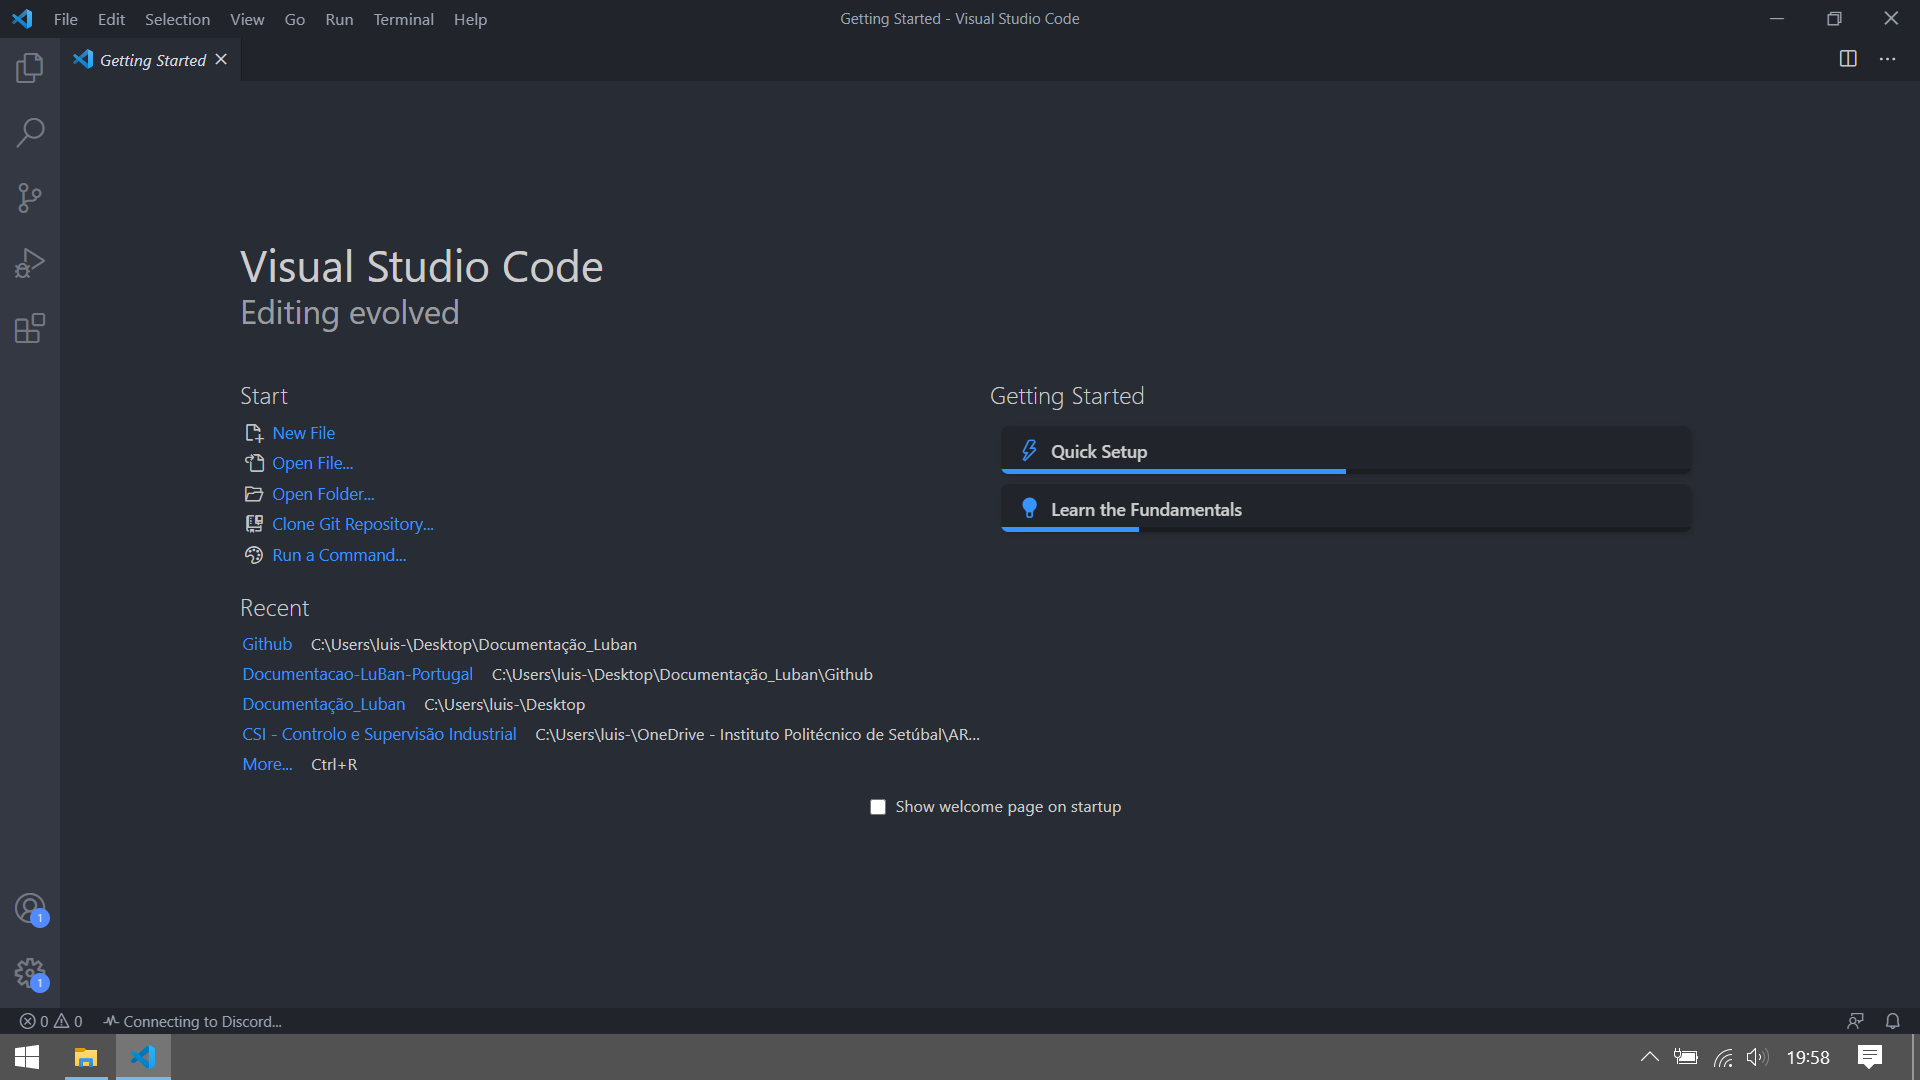 File Edit Selection View Go Run Terminal Help
Getting Started - Visual Studio Code
Getting Started
Visual Studio Code
Editing evolved
Start
New File
Open File...
Open Folder...
Clone Git Repository...
Run a Command...
Recent
Github C:\Users\luis-\Desktop\Documentação_Luban
Documentacao-LuBan-Portugal C:\Users\luis-\Desktop\Documentação_Luban\Github
Documentação_Luban C:\Users\luis-\Desktop
CSI - Controlo e Supervisão Industrial C:\Users\luis-\OneDrive - Instituto Politécnico de Setúbal\AR...
More... Ctrl+R
Getting Started
Quick Setup
Learn the Fundamentals
Show welcome page on startup
1
1
0 0 Connecting to Discord...
19:58